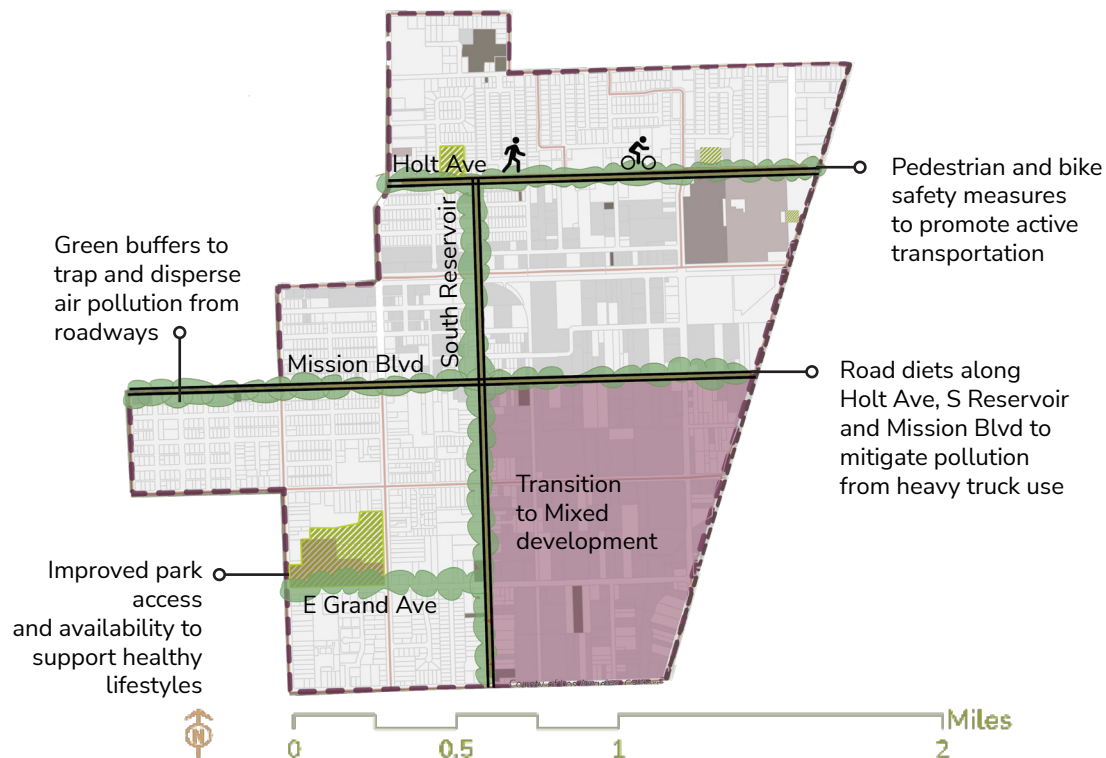 Holt Ave
Pedestrian and bike
safety measures
to promote active
transportation
South Reservoir
Green buffers to
trap and disperse
air pollution from
roadways
Mission Blvd
Road diets along
Holt Ave, S Reservoir
and Mission Blvd to
mitigate pollution
from heavy truck use
Transition
to Mixed
development
Improved park
access
and availability to
support healthy
lifestyles
E Grand Ave
N
Miles
0
0.5
1
2